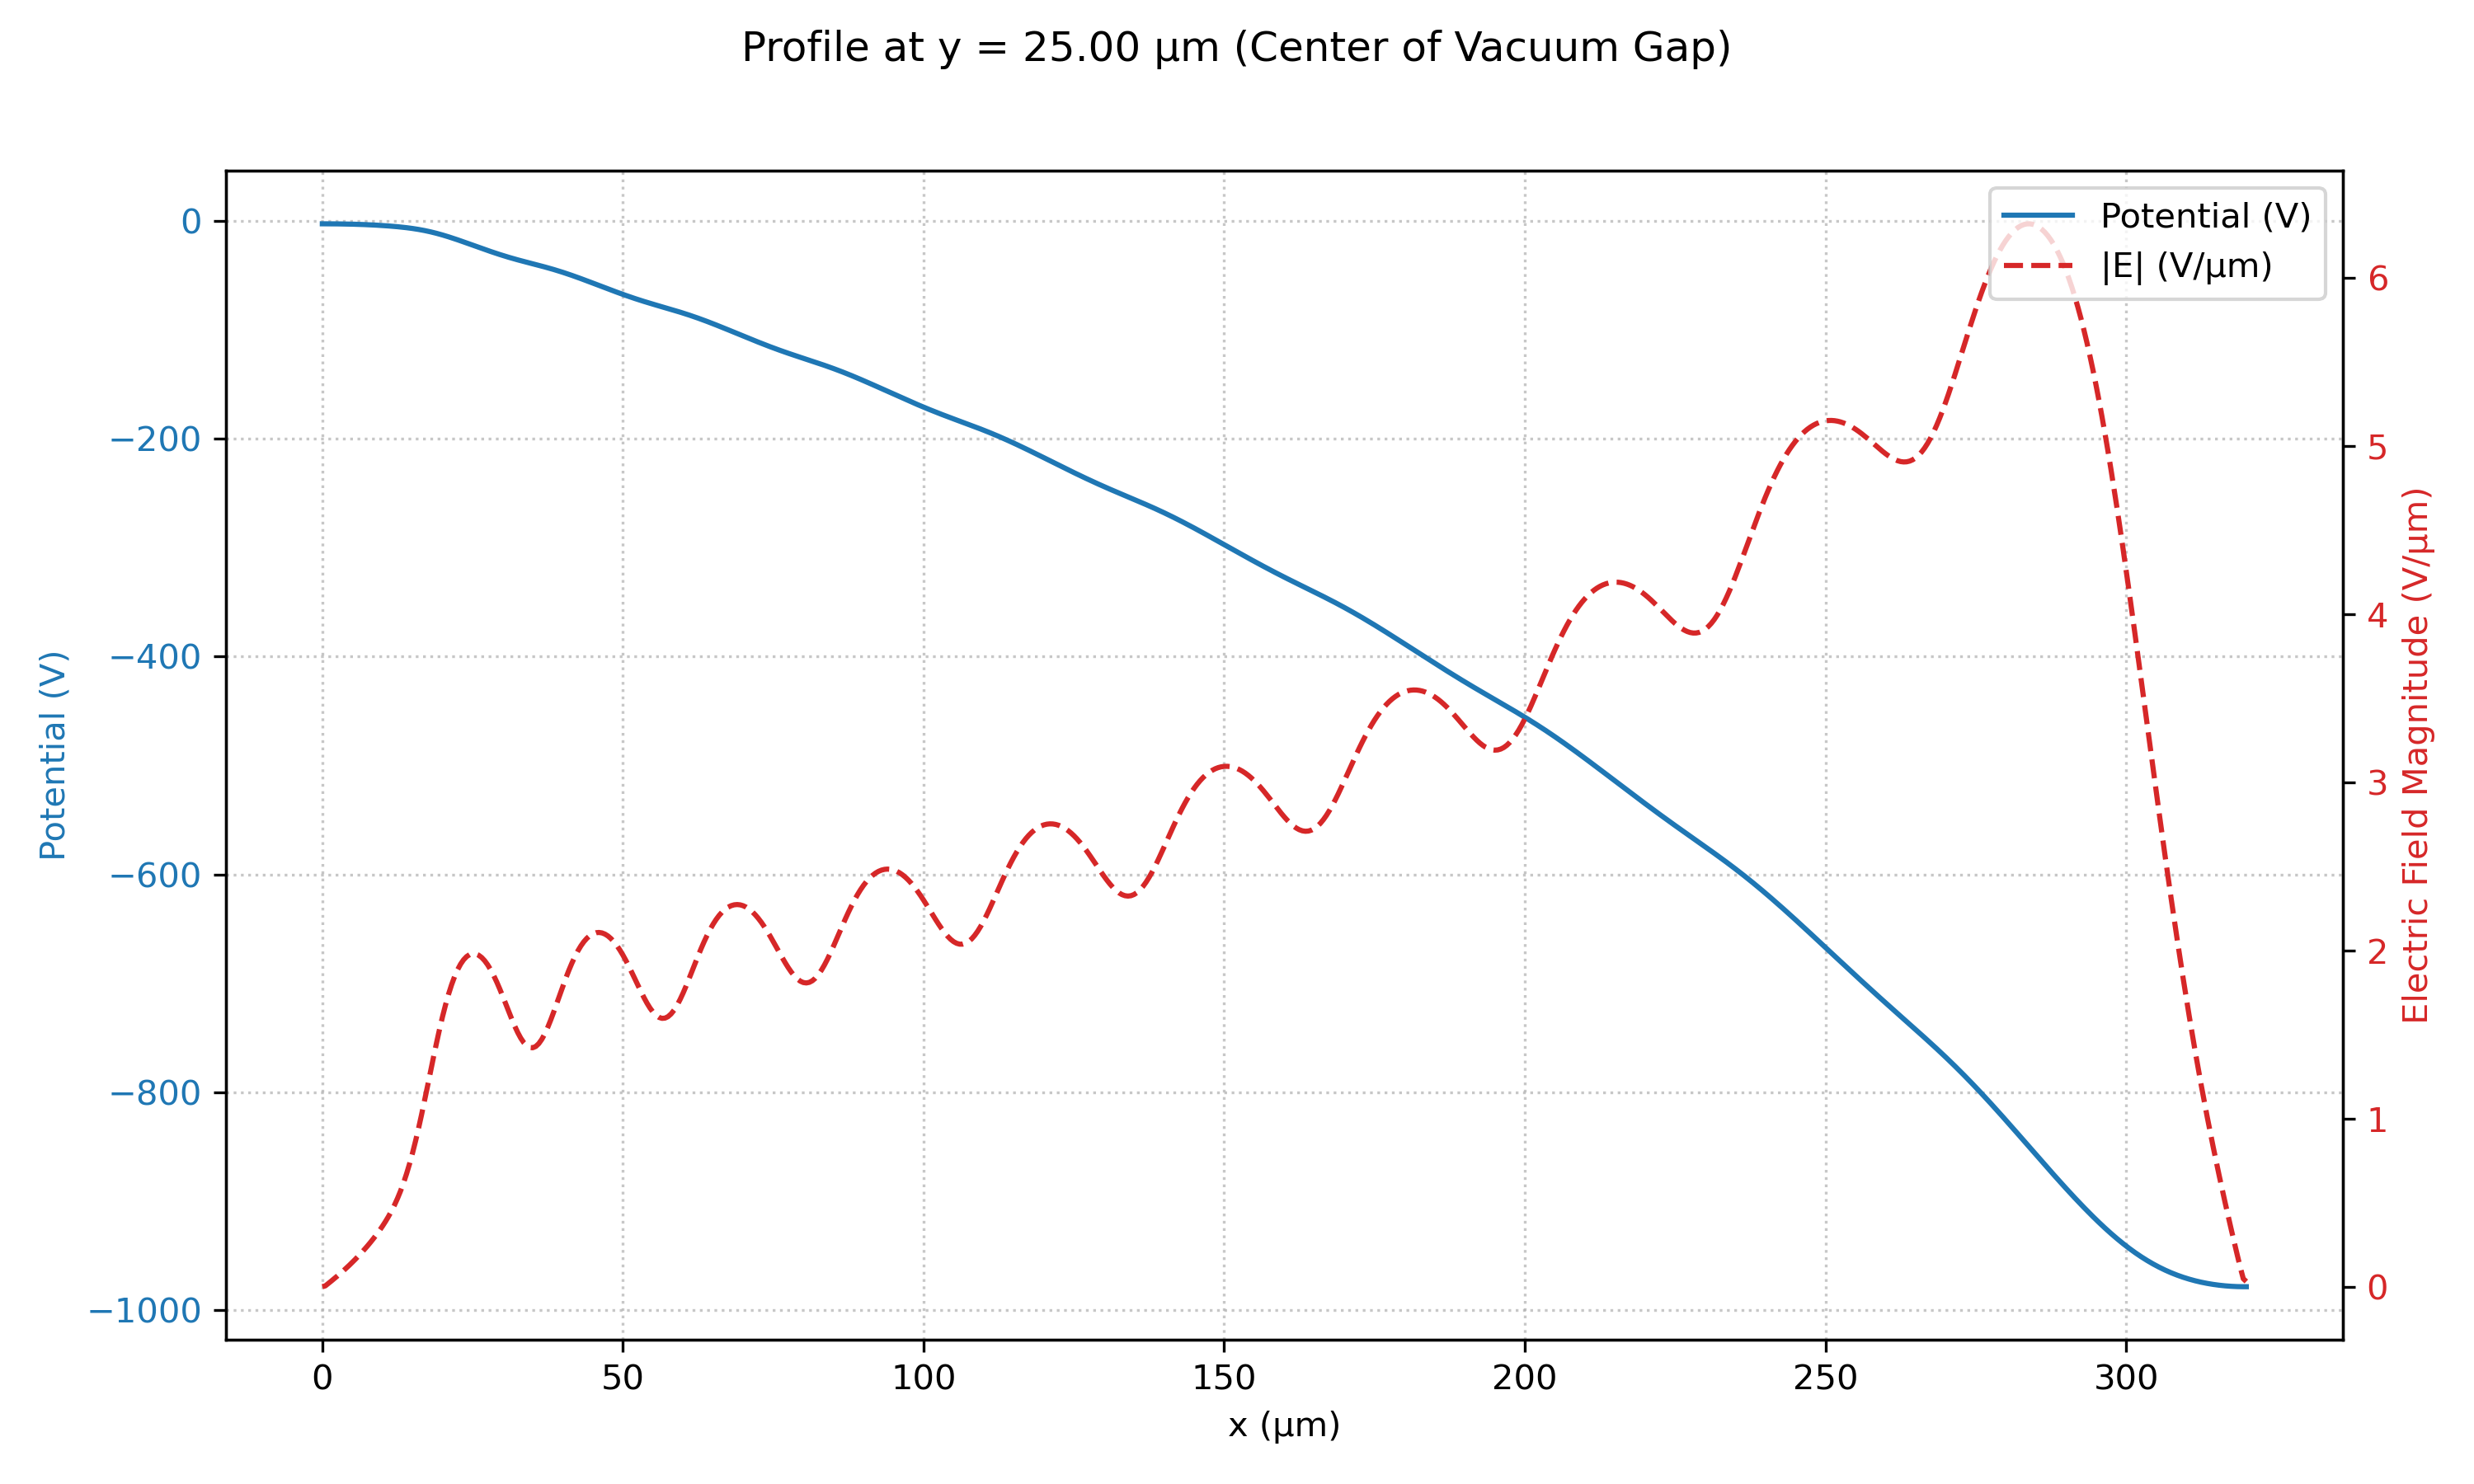 Profile at y = 25.00 μm (Center of Vacuum Gap)
Potential (V)
|E| (V/μm)
0
−200
−400
−600
−800
−1000
Potential (V)
6
5
4
3
2
1
0
Electric Field Magnitude (V/μm)
0 50 100 150 200 250 300
x (μm)